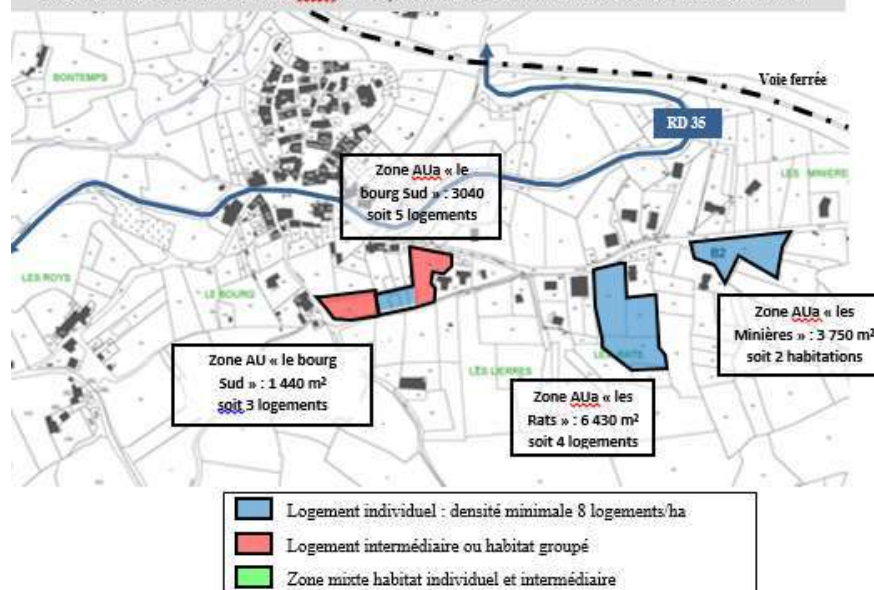 BONTEMPS
Voie ferrée
RD 35
Zone AUa « le
bourg Sud » : 3040
soit 5 logements
LES MINIERE
B2
LES ROYS
LE BOURG
Zone AUa « les
Minières » : 3 750 m²
soit 2 habitations
Zone AU « le bourg
Sud » : 1 440 m²
soit 3 logements
LES LIERRES
LES RATS
Zone AUa « les
Rats » : 6 430 m²
soit 4 logements
Logement individuel : densité minimale 8 logements/ha
Logement intermédiaire ou habitat groupé
Zone mixte habitat individuel et intermédiaire